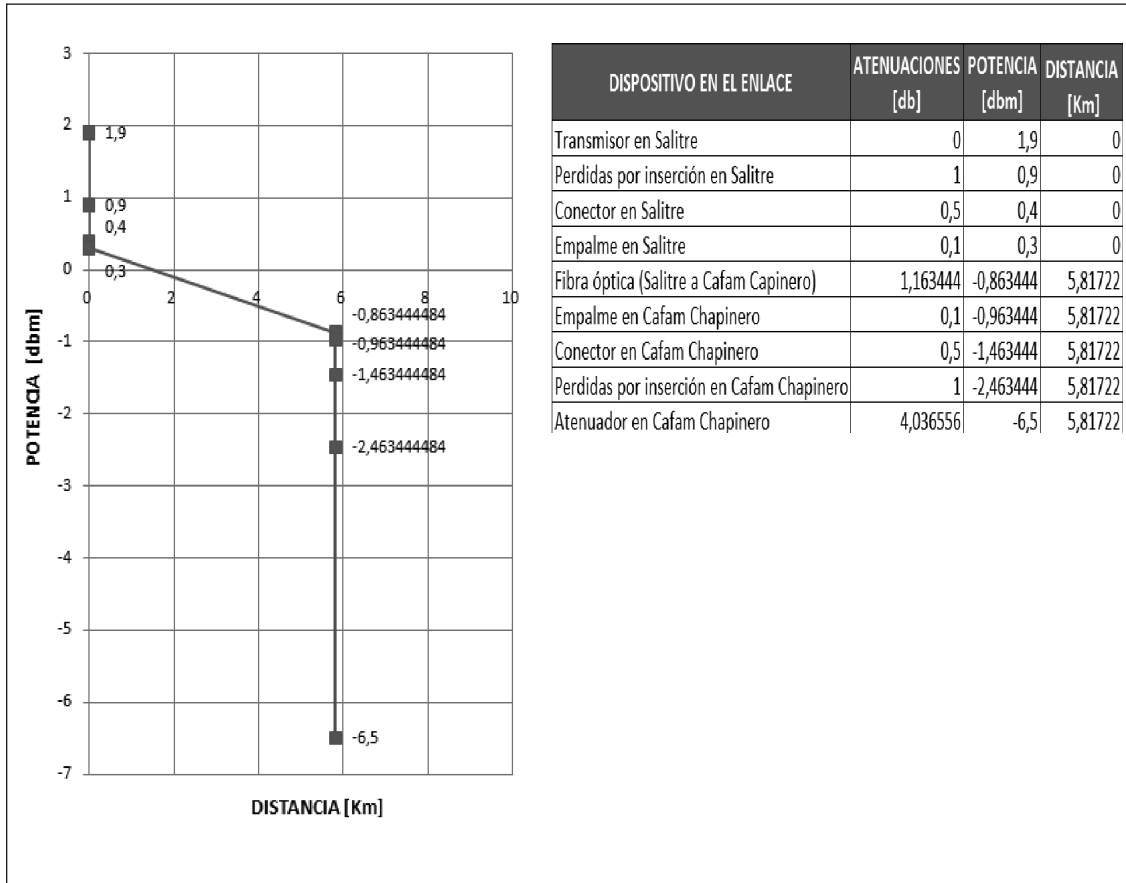 3
2
1
0
-1
-2
-3
-4
-5
-6
-7
0 2 4 6 8 10
1,9
0,9
0,4
0,3
-0,863444484
-0,963444484
-1,463444484
-2,463444484
-6,5
POTENCIA [dbm]
DISTANCIA [Km]
DISPOSITIVO EN EL ENLACE ATENUACIONES [db] POTENCIA [dbm] DISTANCIA [Km]
Transmisor en Salitre 0 1,9 0
Perdidas por inserción en Salitre 1 0,9 0
Conector en Salitre 0,5 0,4 0
Empalme en Salitre 0,1 0,3 0
Fibra óptica (Salitre a Cafam Capinero) 1,163444 -0,863444 5,81722
Empalme en Cafam Chapinero 0,1 -0,963444 5,81722
Conector en Cafam Chapinero 0,5 -1,463444 5,81722
Perdidas por inserción en Cafam Chapinero 1 -2,463444 5,81722
Atenuador en Cafam Chapinero 4,036556 -6,5 5,81722